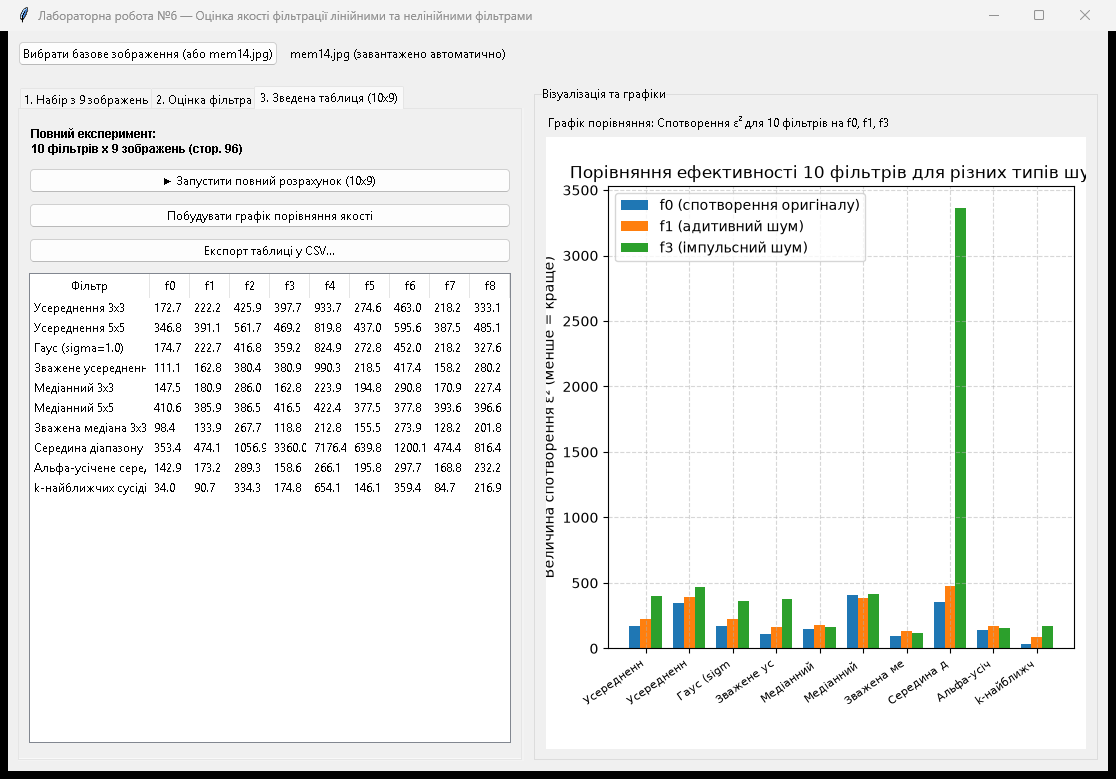 Лабораторна робота №6 — Оцінка якості фільтрації лінійними та нелінійними фільтрами
Вибрати базове зображення (або mem14.jpg) mem14.jpg (завантажено автоматично)
1. Набір з 9 зображень 2. Оцінка фільтра 3. Зведена таблиця (10x9)
Повний експеримент:
10 фільтрів x 9 зображень (стор. 96)
► Запустити повний розрахунок (10x9)
Побудувати графік порівняння якості
Експорт таблиці у CSV...
Фільтр f0 f1 f2 f3 f4 f5 f6 f7 f8
Усереднення 3x3 172.7 222.2 425.9 397.7 933.7 274.6 463.0 218.2 333.1
Усереднення 5x5 346.8 391.1 561.7 469.2 819.8 437.0 595.6 387.5 485.1
Гаус (sigma=1.0) 174.7 222.7 416.8 359.2 824.9 272.8 452.0 218.2 327.6
Зважене усередненн 111.1 162.8 380.4 380.9 990.3 218.5 417.4 158.2 280.2
Медіанний 3x3 147.5 180.9 286.0 162.8 223.9 194.8 290.8 170.9 227.4
Медіанний 5x5 410.6 385.9 386.5 416.5 422.4 377.5 377.8 393.6 396.6
Зважена медіана 3x3 98.4 133.9 267.7 118.8 212.8 155.5 273.9 128.2 201.8
Середина діапазону 353.4 474.1 1056.9 3360.0 7176.4 639.8 1200.1 474.4 816.4
Альфа-усічене сере, 142.9 173.2 289.3 158.6 266.1 195.8 297.7 168.8 232.2
k-найближчих сусіді 34.0 90.7 334.3 174.8 654.1 146.1 359.4 84.7 216.9
Візуалізація та графіки
Графік порівняння: Спотворення ε² для 10 фільтрів на f0, f1, f3
Порівняння ефективності 10 фільтрів для різних типів шу
f0 (спотворення оригіналу)
f1 (адитивний шум)
f3 (імпульсний шум)
Величина спотворення ε² (менше = краще)
3500
3000
2500
2000
1500
1000
500
0
Усередненн
Усередненн
Гаус (sigm
Зважене ус
Медіанний
Медіанний
Зважена ме
Середина д
Альфа-усіч
k-найближч